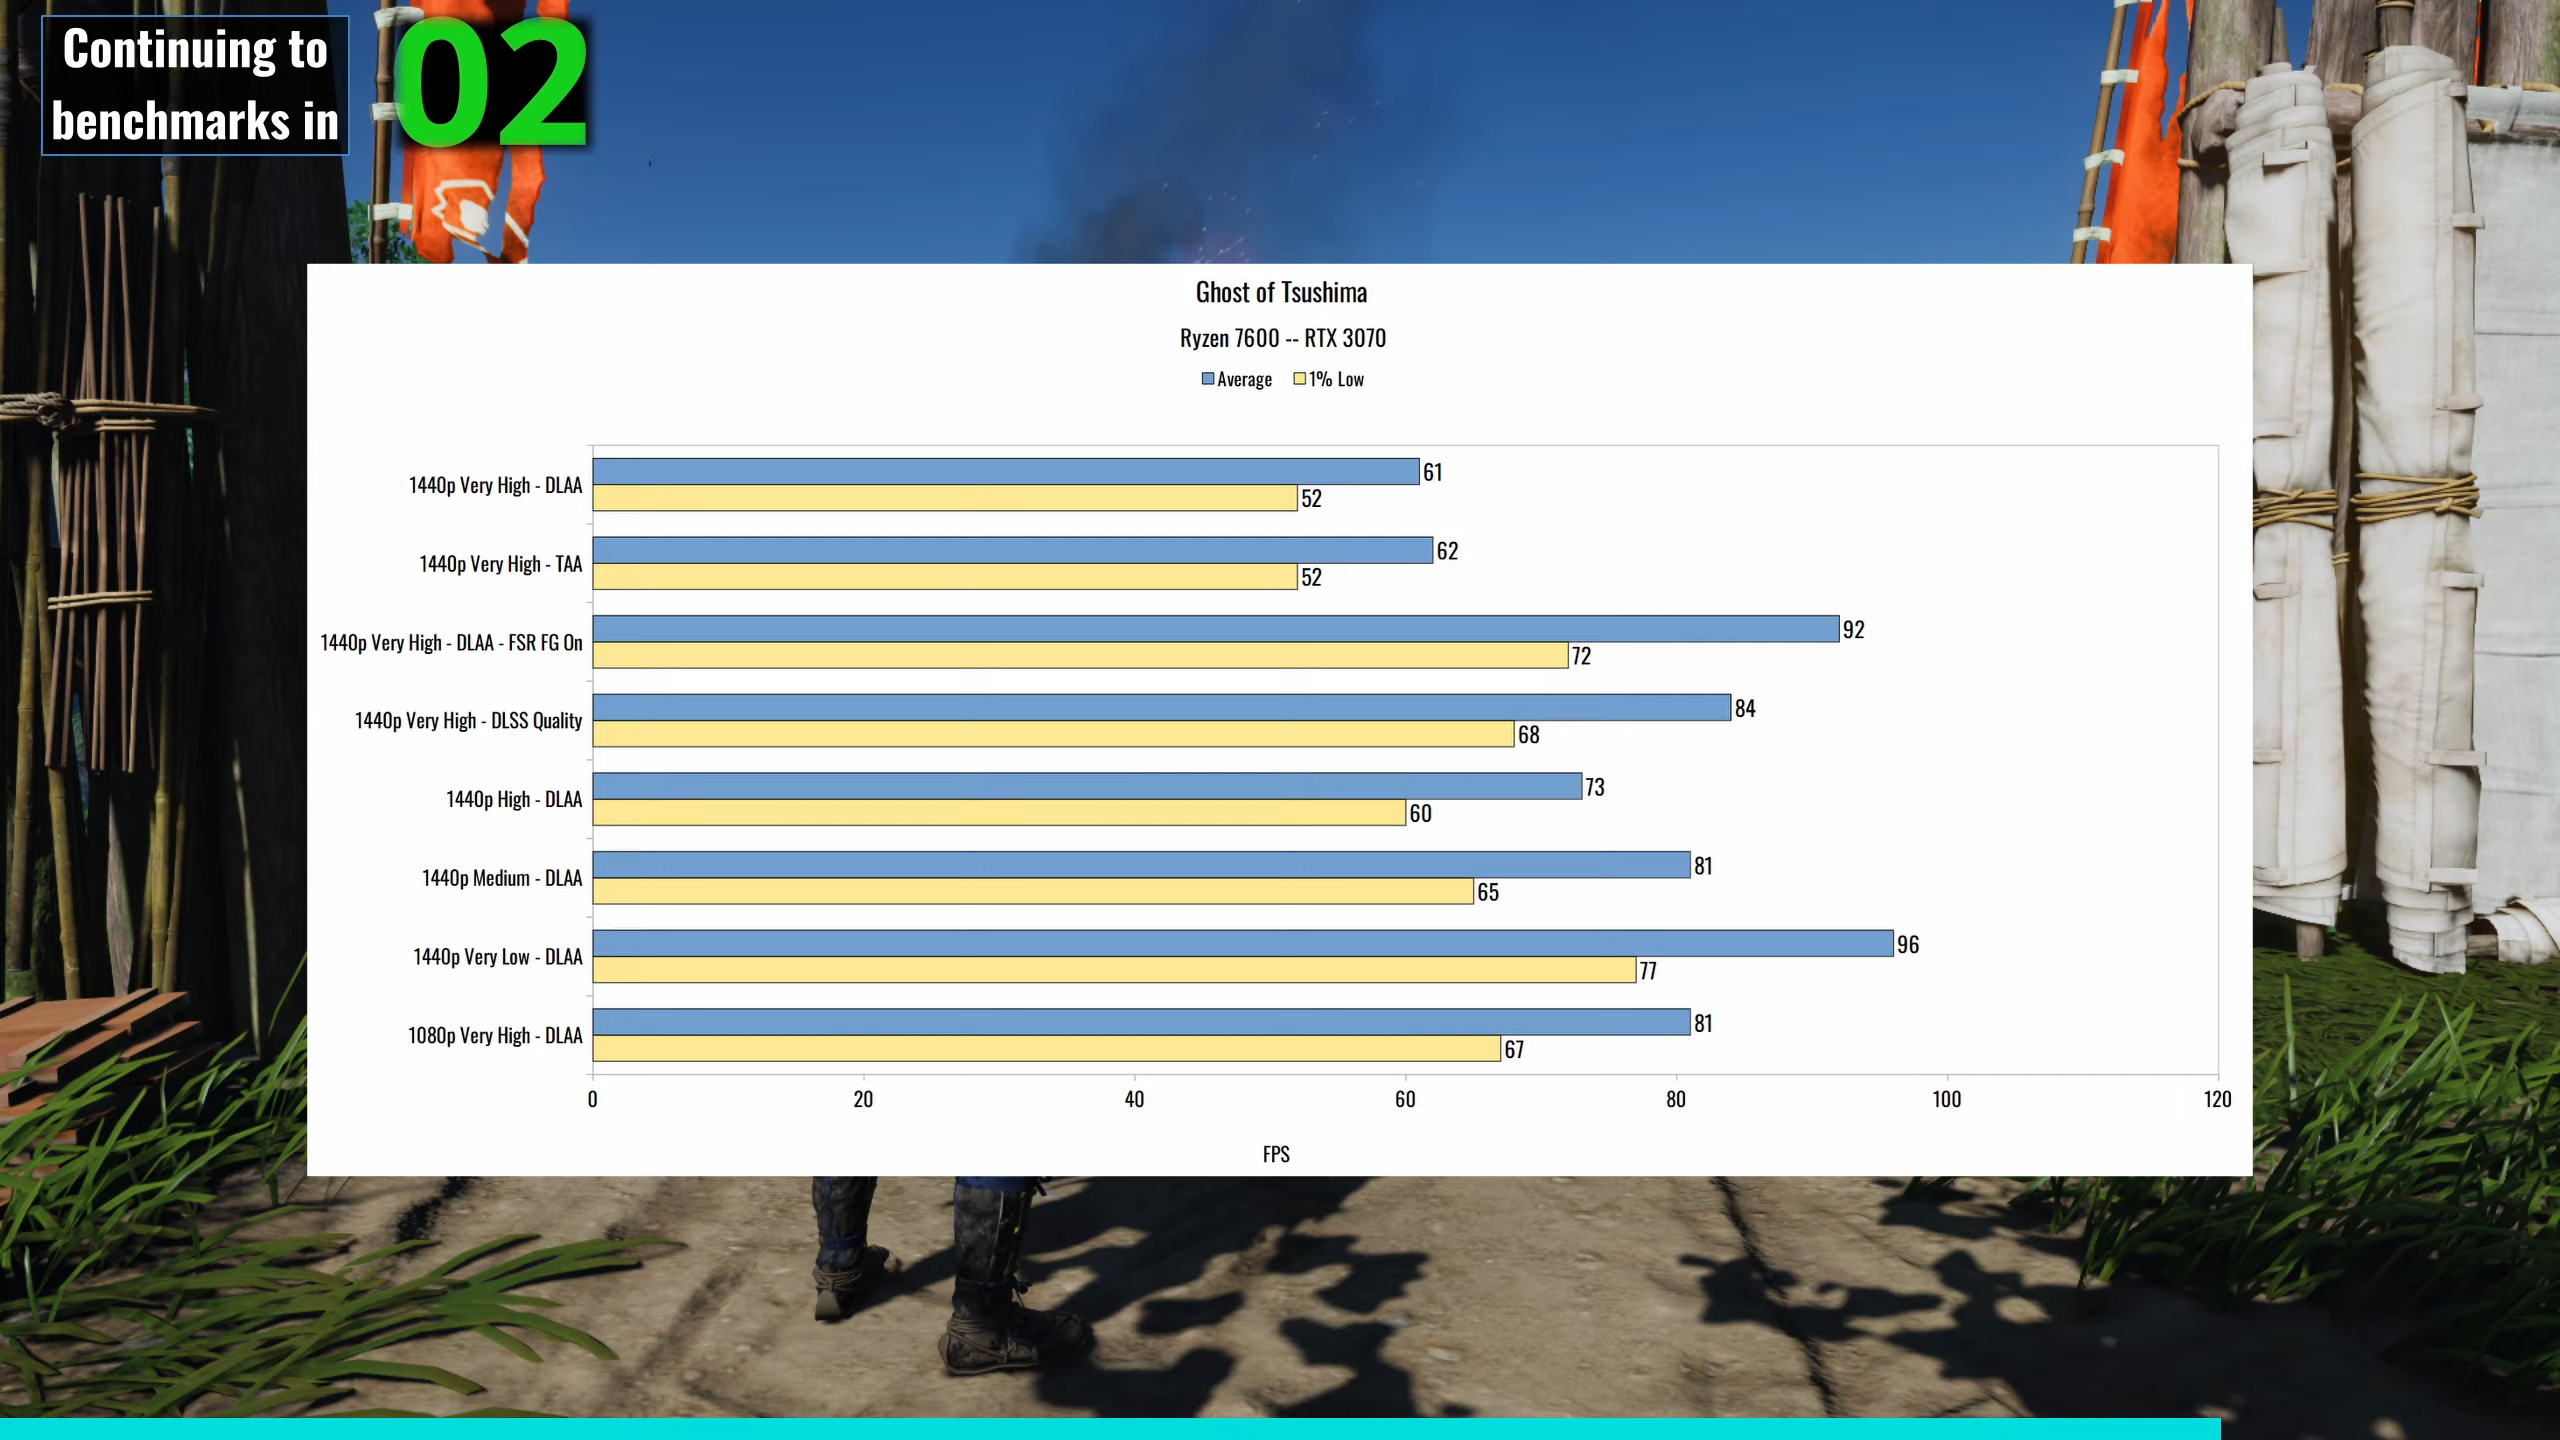 Continuing to
benchmarks in
02
Ghost of Tsushima
Ryzen 7600 -- RTX 3070
Average 1% Low
1440p Very High - DLAA 61
52
1440p Very High - TAA 62
52
1440p Very High - DLAA - FSR FG On 92
72
1440p Very High - DLSS Quality 84
68
1440p High - DLAA 73
60
1440p Medium - DLAA 81
65
1440p Very Low - DLAA 96
77
1080p Very High - DLAA 81
67
0 20 40 60 80 100 120
FPS